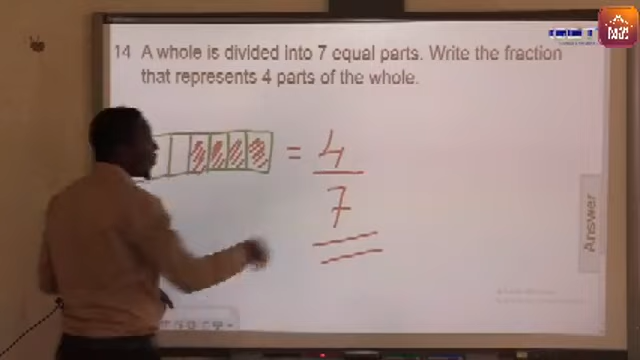 14 A whole is divided into 7 equal parts. Write the fraction
that represents 4 parts of the whole.
= 4
7
Answer